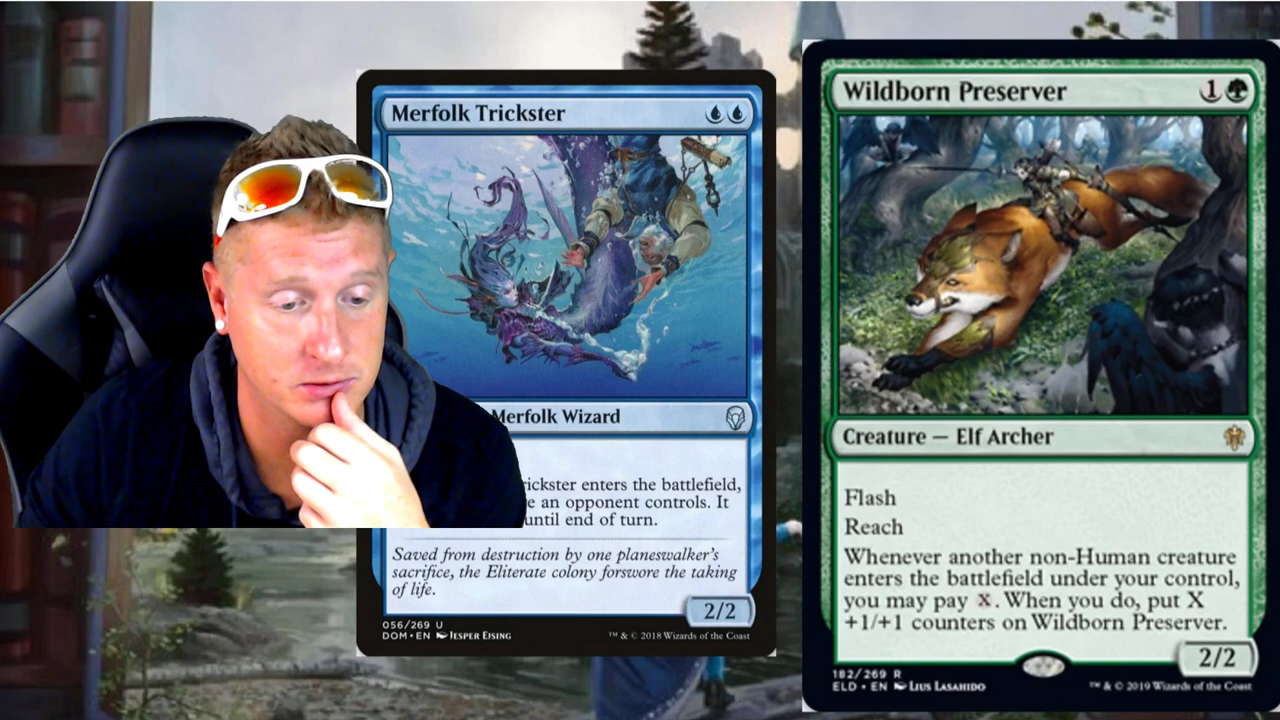 Merfolk Trickster
Merfolk Wizard
rickster enters the battlefield,
an opponent controls. It
until end of turn.
Saved from destruction by one planeswalker's
sacrifice, the Eliterate colony forswore the taking
of life.
2/2
056/269 U
DOM • EN Jesper Eising
™ & © 2018 Wizards of the Coast
Wildborn Preserver
1
Creature — Elf Archer
Flash
Reach
Whenever another non-Human creature
enters the battlefield under your control,
you may pay X. When you do, put X
+1/+1 counters on Wildborn Preserver.
2/2
182/269 R
ELD • EN Lius Lasahido
™ & © 2019 Wizards of the Coast